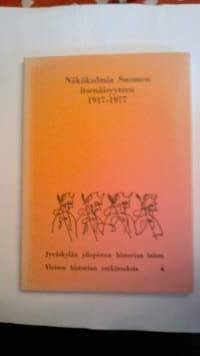 Näkökulmia Suomen
itsenäisyyteen
1917-1977
Jyväskylän yliopiston historian laitos
Yleisen historian tutkimuksia 4